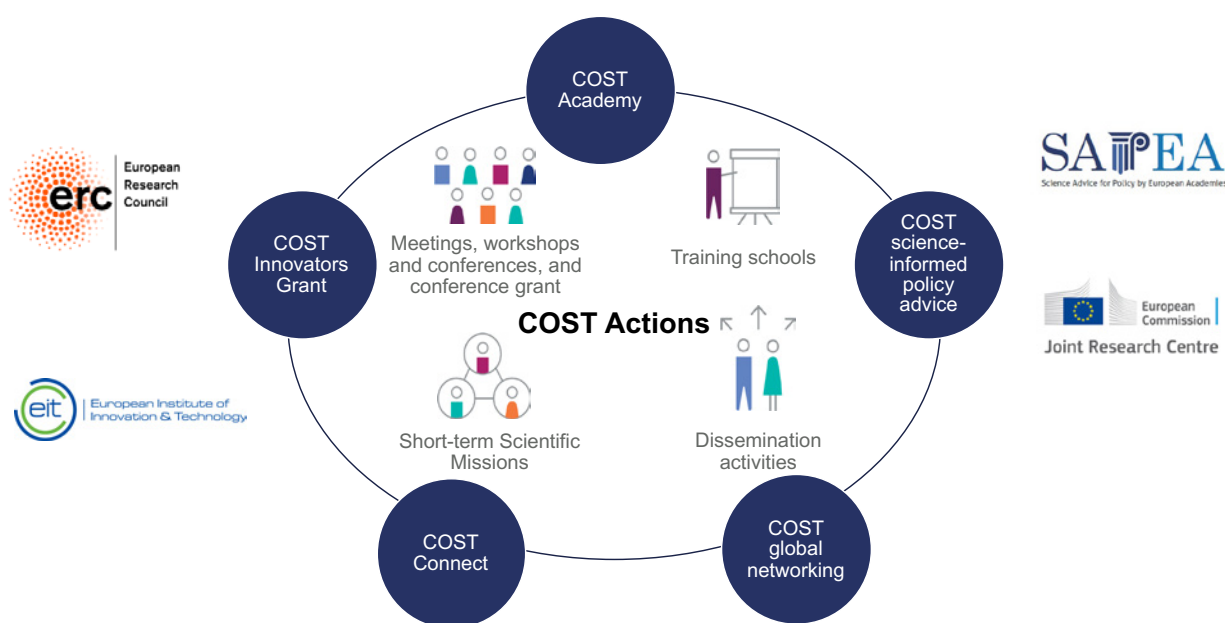 COST
Academy
erc
European
Research
Council
SAPEA
Science Advice for Policy by European Academies
COST
Innovators
Grant
Meetings, workshops
and conferences, and
conference grant
Training schools
COST
science-
informed
policy
advice
COST Actions
European
Commission
Joint Research Centre
eit
European Institute of
Innovation & Technology
Short-term Scientific
Missions
Dissemination
activities
COST
Connect
COST
global
networking